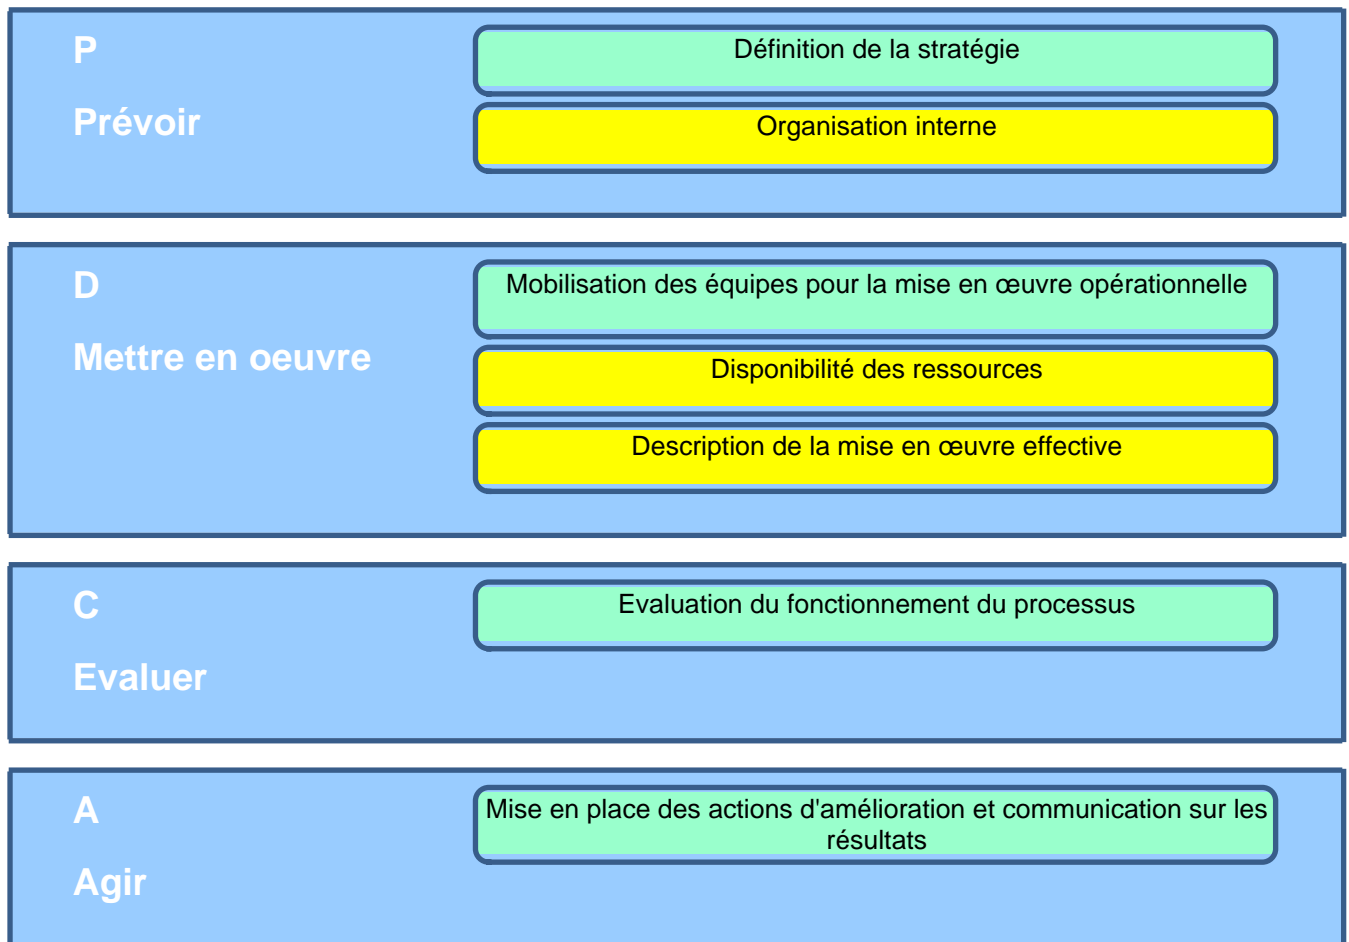 P
Définition de la stratégie
Prévoir
Organisation interne
D
Mobilisation des équipes pour la mise en œuvre opérationnelle
Mettre en oeuvre
Disponibilité des ressources
Description de la mise en œuvre effective
C
Evaluation du fonctionnement du processus
Evaluer
A
Mise en place des actions d'amélioration et communication sur les
résultats
Agir